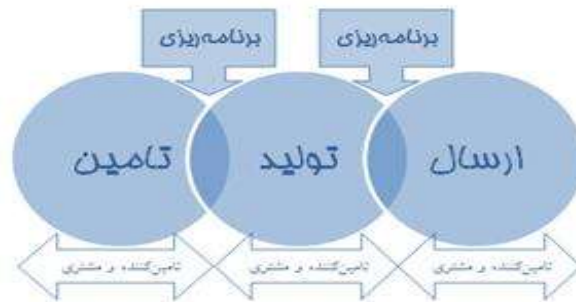 برنامه‌ریزی
برنامه‌ریزی
ارسال
تولید
تامین
تامین‌کننده و مشتری
تامین‌کننده و مشتری
تامین‌کننده و مشتری